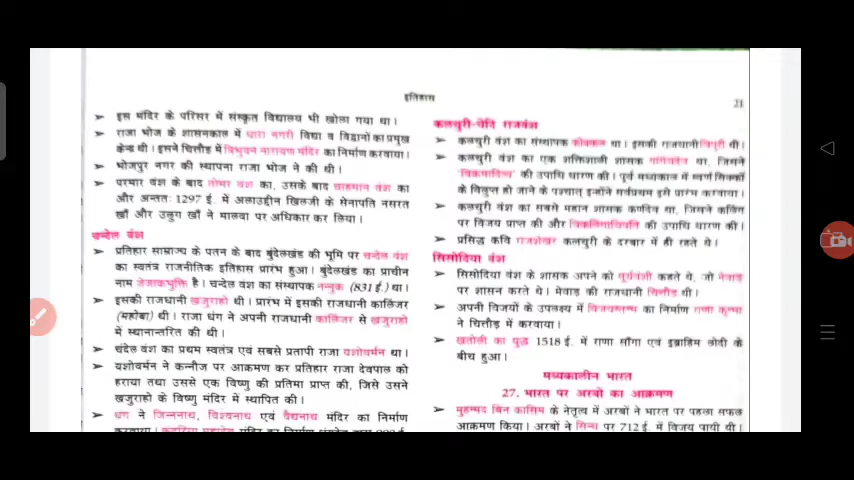 इतिहास
21
➢ इस मंदिर के परिसर में संस्कृत विद्यालय भी खोला गया था।
➢ राजा भोज के शासनकाल में धारा नगरी विद्या व विद्वानों का प्रमुख
केन्द्र थी। इसने चित्तौड़ में त्रिभुवन नारायण मंदिर का निर्माण करवाया।
➢ भोजपुर नगर की स्थापना राजा भोज ने की थी।
➢ परमार वंश के बाद तोमर वंश का, उसके बाद चाहमान वंश का
और अन्ततः 1297 ई. में अलाउद्दीन खिलजी के सेनापति नसरत
खाँ और उलुग खाँ ने मालवा पर अधिकार कर लिया।
चन्देल वंश
➢ प्रतिहार साम्राज्य के पतन के बाद बुंदेलखंड की भूमि पर चन्देल वंश
का स्वतंत्र राजनीतिक इतिहास प्रारंभ हुआ। बुंदेलखंड का प्राचीन
नाम जेजाकभुक्ति है। चन्देल वंश का संस्थापक नन्नुक (831 ई.) था।
➢ इसकी राजधानी खजुराहो थी। प्रारंभ में इसकी राजधानी कालिंजर
(महोबा) थी। राजा धंग ने अपनी राजधानी कालिंजर से खजुराहो
में स्थानान्तरित की थी।
➢ चंदेल वंश का प्रथम स्वतंत्र एवं सबसे प्रतापी राजा यशोवर्मन था।
➢ यशोवर्मन ने कन्नौज पर आक्रमण कर प्रतिहार राजा देवपाल को
हराया तथा उससे एक विष्णु की प्रतिमा प्राप्त की, जिसे उसने
खजुराहो के विष्णु मंदिर में स्थापित की।
➢ धंग ने जिन्ननाथ, विश्वनाथ एवं वैद्यनाथ मंदिर का निर्माण
करवाया।
कलचुरी-चेदि राजवंश
➢ कलचुरी वंश का संस्थापक कोक्कल था। इसकी राजधानी त्रिपुरी थी।
➢ कलचुरी वंश का एक शक्तिशाली शासक गांगेयदेव था, जिसने
'विक्रमादित्य' की उपाधि धारण की। पूर्व मध्यकाल में स्वर्ण सिक्कों
के विलुप्त हो जाने के पश्चात् इन्होंने सर्वप्रथम इसे प्रारंभ करवाया।
➢ कलचुरी वंश का सबसे महान शासक कर्णदेव था, जिसने कलिंग
पर विजय प्राप्त की और त्रिकलिंगाधिपति की उपाधि धारण की।
➢ प्रसिद्ध कवि राजशेखर कलचुरी के दरबार में ही रहते थे।
सिसोदिया वंश
➢ सिसोदिया वंश के शासक अपने को सूर्यवंशी कहते थे, जो मेवाड़
पर शासन करते थे। मेवाड़ की राजधानी चित्तौड़ थी।
➢ अपनी विजयों के उपलक्ष्य में विजयस्तम्भ का निर्माण राणा कुम्भा
ने चित्तौड़ में करवाया।
➢ खतोली का युद्ध 1518 ई. में राणा साँगा एवं इब्राहिम लोदी के
बीच हुआ।
मध्यकालीन भारत
27. भारत पर अरबों का आक्रमण
➢ मुहम्मद बिन कासिम के नेतृत्व में अरबों ने भारत पर पहला सफल
आक्रमण किया। अरबों ने सिन्ध पर 712 ई. में विजय पायी थी।